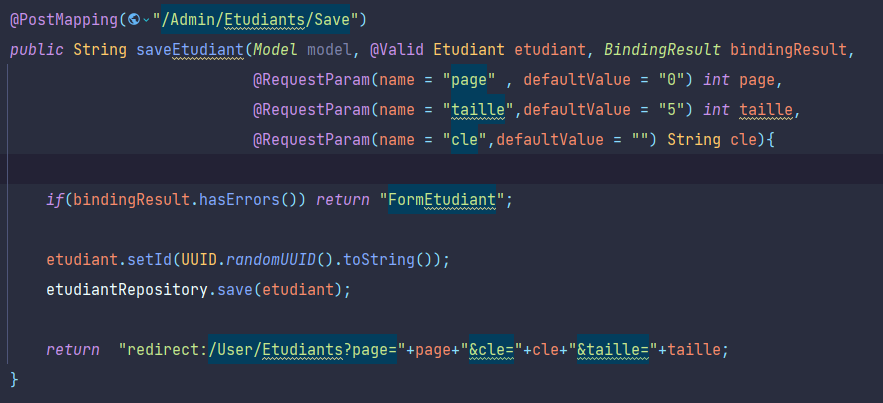 @PostMapping("/Admin/Etudiants/Save")
public String saveEtudiant(Model model, @Valid Etudiant etudiant, BindingResult bindingResult,
@RequestParam(name = "page" , defaultValue = "0") int page,
@RequestParam(name = "taille",defaultValue = "5") int taille,
@RequestParam(name = "cle",defaultValue = "") String cle){
if(bindingResult.hasErrors()) return "FormEtudiant";
etudiant.setId(UUID.randomUUID().toString());
etudiantRepository.save(etudiant);
return  "redirect:/User/Etudiants?page="+page+"&cle="+cle+"&taille="+taille;
}